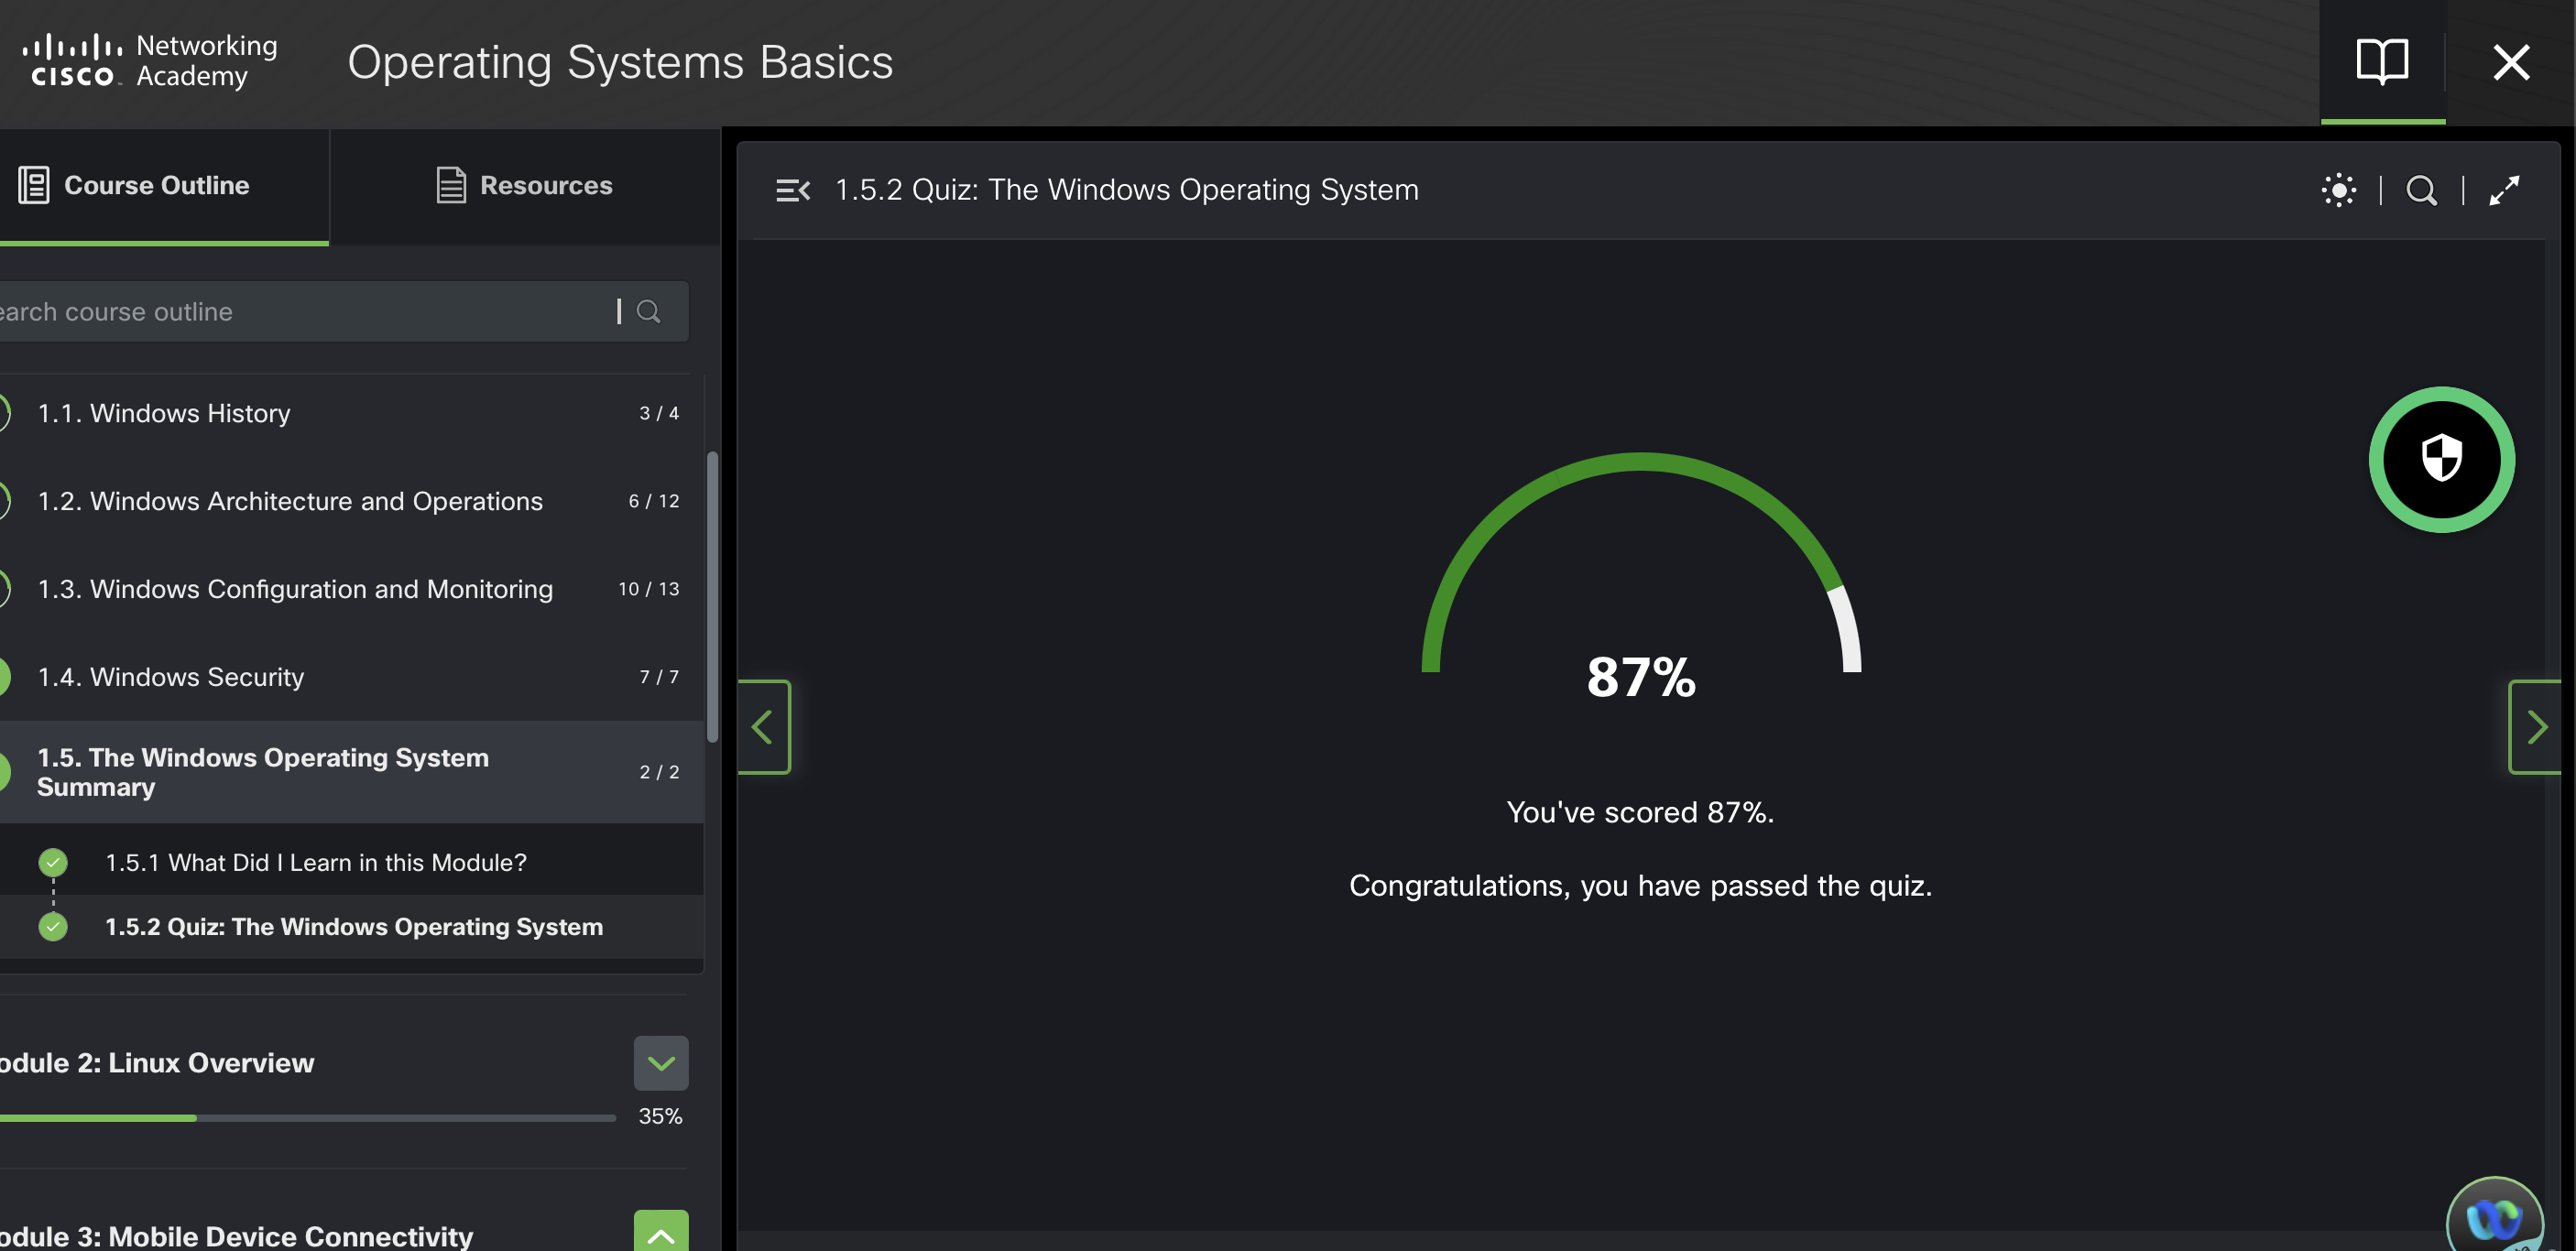 Networking
CISCO Academy
Operating Systems Basics
Course Outline
Resources
earch course outline
1.1. Windows History
3 / 4
1.2. Windows Architecture and Operations
6 / 12
1.3. Windows Configuration and Monitoring
10 / 13
1.4. Windows Security
7 / 7
1.5. The Windows Operating System
Summary
2 / 2
1.5.1 What Did I Learn in this Module?
1.5.2 Quiz: The Windows Operating System
odule 2: Linux Overview
35%
odule 3: Mobile Device Connectivity
1.5.2 Quiz: The Windows Operating System
87%
You've scored 87%.
Congratulations, you have passed the quiz.